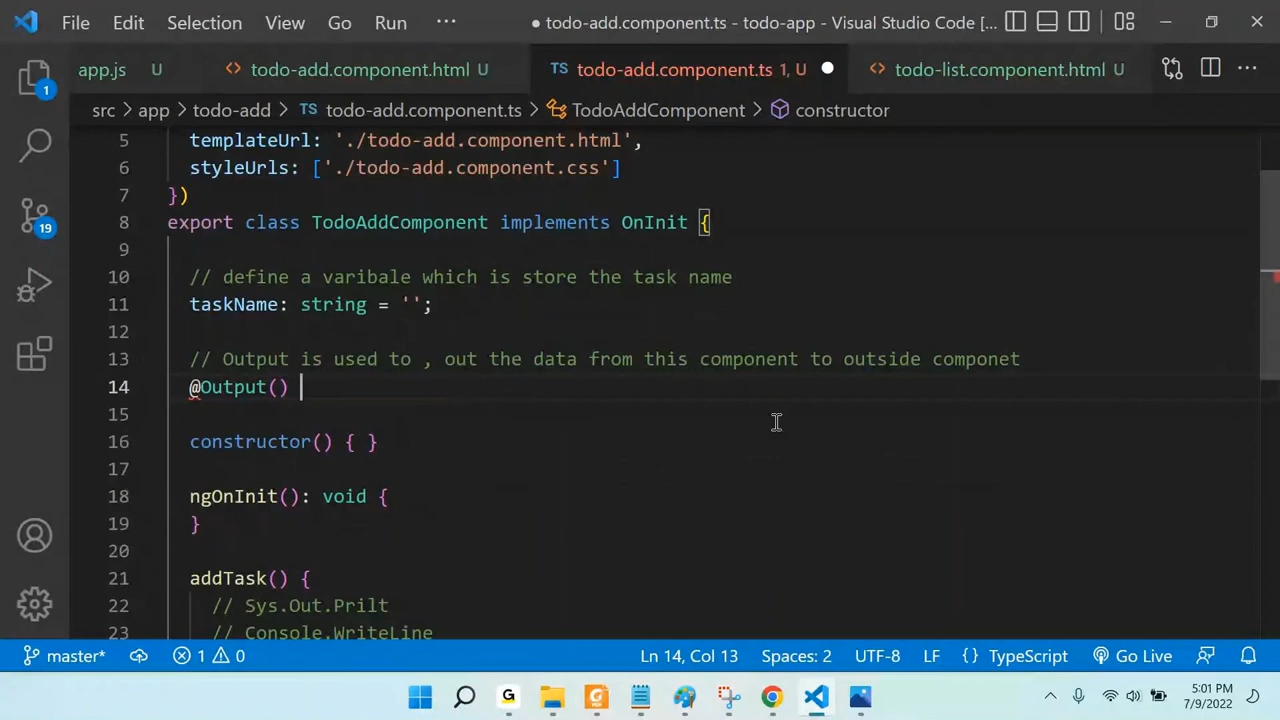 File Edit Selection View Go Run ··· ● todo-add.component.ts - todo-app - Visual Studio Code [...
1 app.js U <> todo-add.component.html U TS todo-add.component.ts 1, U <> todo-list.component.html U ···
src > app > todo-add > TS todo-add.component.ts > TodoAddComponent > constructor
5 templateUrl: './todo-add.component.html',
6 styleUrls: ['./todo-add.component.css']
7 })
8 export class TodoAddComponent implements OnInit {
9
10 // define a varibale which is store the task name
11 taskName: string = '';
12
13 // Output is used to , out the data from this component to outside componet
14 @Output()
15
16 constructor() { }
17
18 ngOnInit(): void {
19 }
20
21 addTask() {
22 // Sys.Out.Prilt
23 // Console.WriteLine
19
master* 1 0 Ln 14, Col 13 Spaces: 2 UTF-8 LF {} TypeScript Go Live
G 5:01 PM
7/9/2022